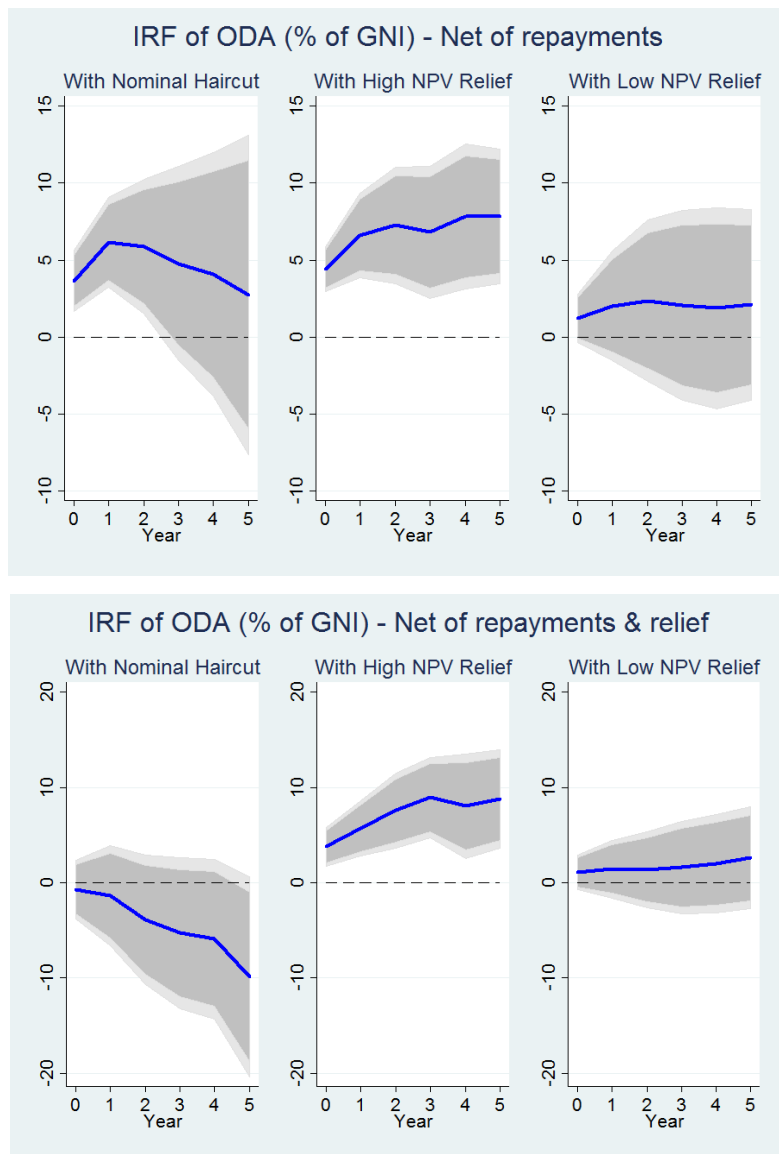 IRF of ODA (% of GNI) - Net of repayments
With Nominal Haircut
With High NPV Relief
With Low NPV Relief
15
10
5
0
-5
-10
15
10
5
0
-5
-10
15
10
5
0
-5
-10
0 1 2 3 4 5
0 1 2 3 4 5
0 1 2 3 4 5
Year
Year
Year
IRF of ODA (% of GNI) - Net of repayments & relief
With Nominal Haircut
With High NPV Relief
With Low NPV Relief
20
10
0
-10
-20
20
10
0
-10
-20
20
10
0
-10
-20
0 1 2 3 4 5
0 1 2 3 4 5
0 1 2 3 4 5
Year
Year
Year